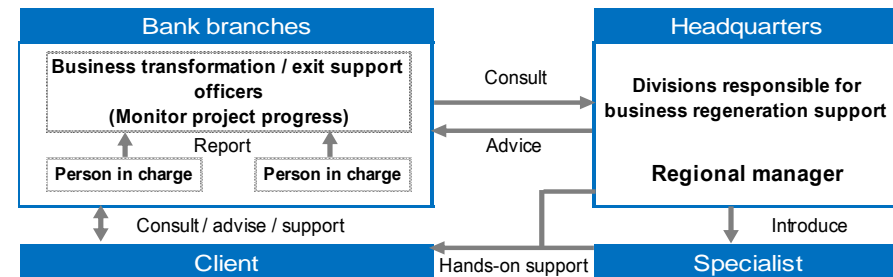 Bank branches
Business transformation / exit support
officers
(Monitor project progress)
Report
Person in charge
Person in charge
Consult / advise / support
Client
Consult
Advice
Hands-on support
Headquarters
Divisions responsible for
business regeneration support
Regional manager
Introduce
Specialist